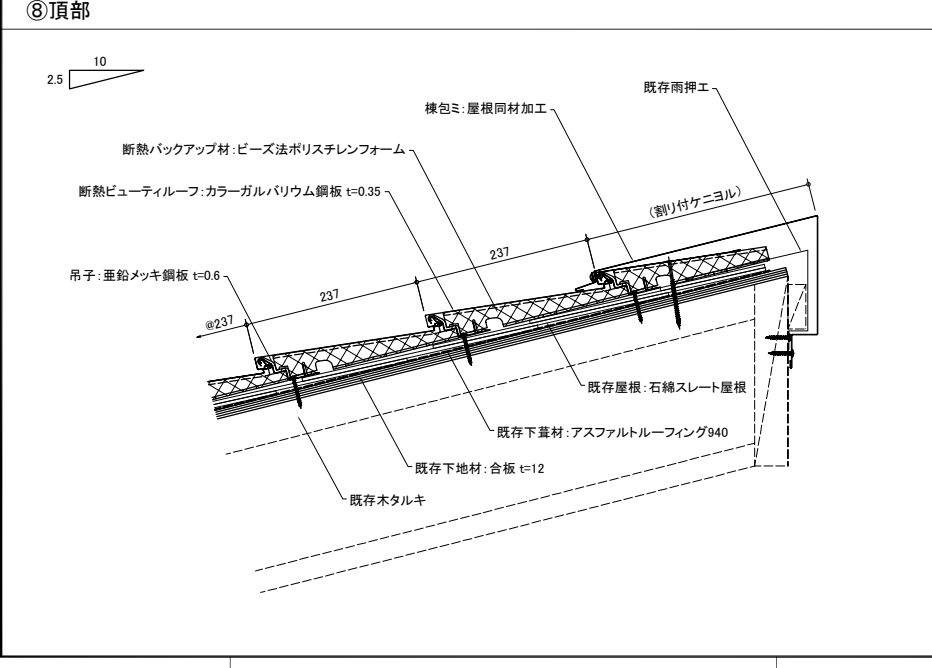 ⑧頂部
10
2.5
既存雨押エ
棟包ミ:屋根同材加工
断熱バックアップ材:ビーズ法ポリスチレンフォーム
断熱ビューティルーフ:カラーガルバリウム鋼板 t=0.35
(割り付ケニヨル)
237
吊子:亜鉛メッキ鋼板 t=0.6
237
@237
既存屋根:石綿スレート屋根
既存下葺材:アスファルトルーフィング940
既存下地材:合板 t=12
既存木タルキ